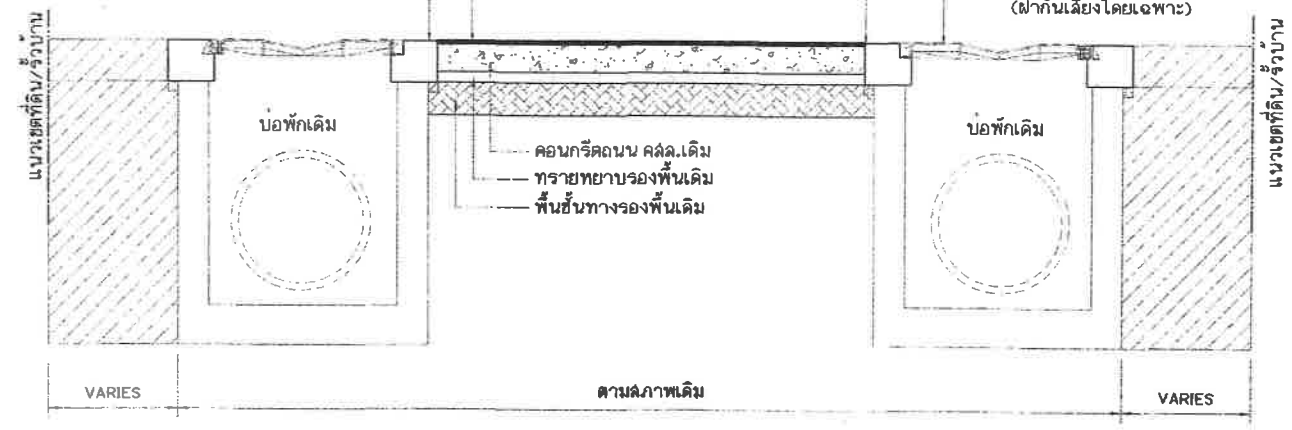 (ฝากันเสียงโดยเฉพาะ)
แนวเขตที่ดิน/รั้วบ้าน
แนวเขตที่ดิน/รั้วบ้าน
บ่อพักเดิม
บ่อพักเดิม
คอนกรีตถนน คสล.เดิม
ทรายหยาบรองพื้นเดิม
พื้นชั้นทางรองพื้นเดิม
VARIES
ตามสภาพเดิม
VARIES